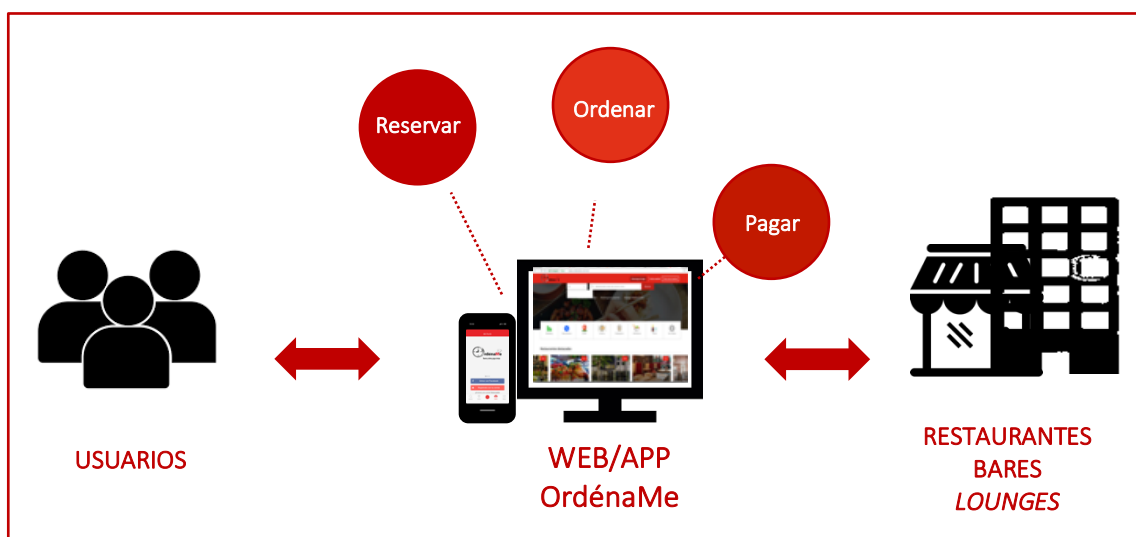 Reservar
Ordenar
Pagar
USUARIOS
WEB/APP
OrdénaMe
RESTAURANTES
BARES
LOUNGES